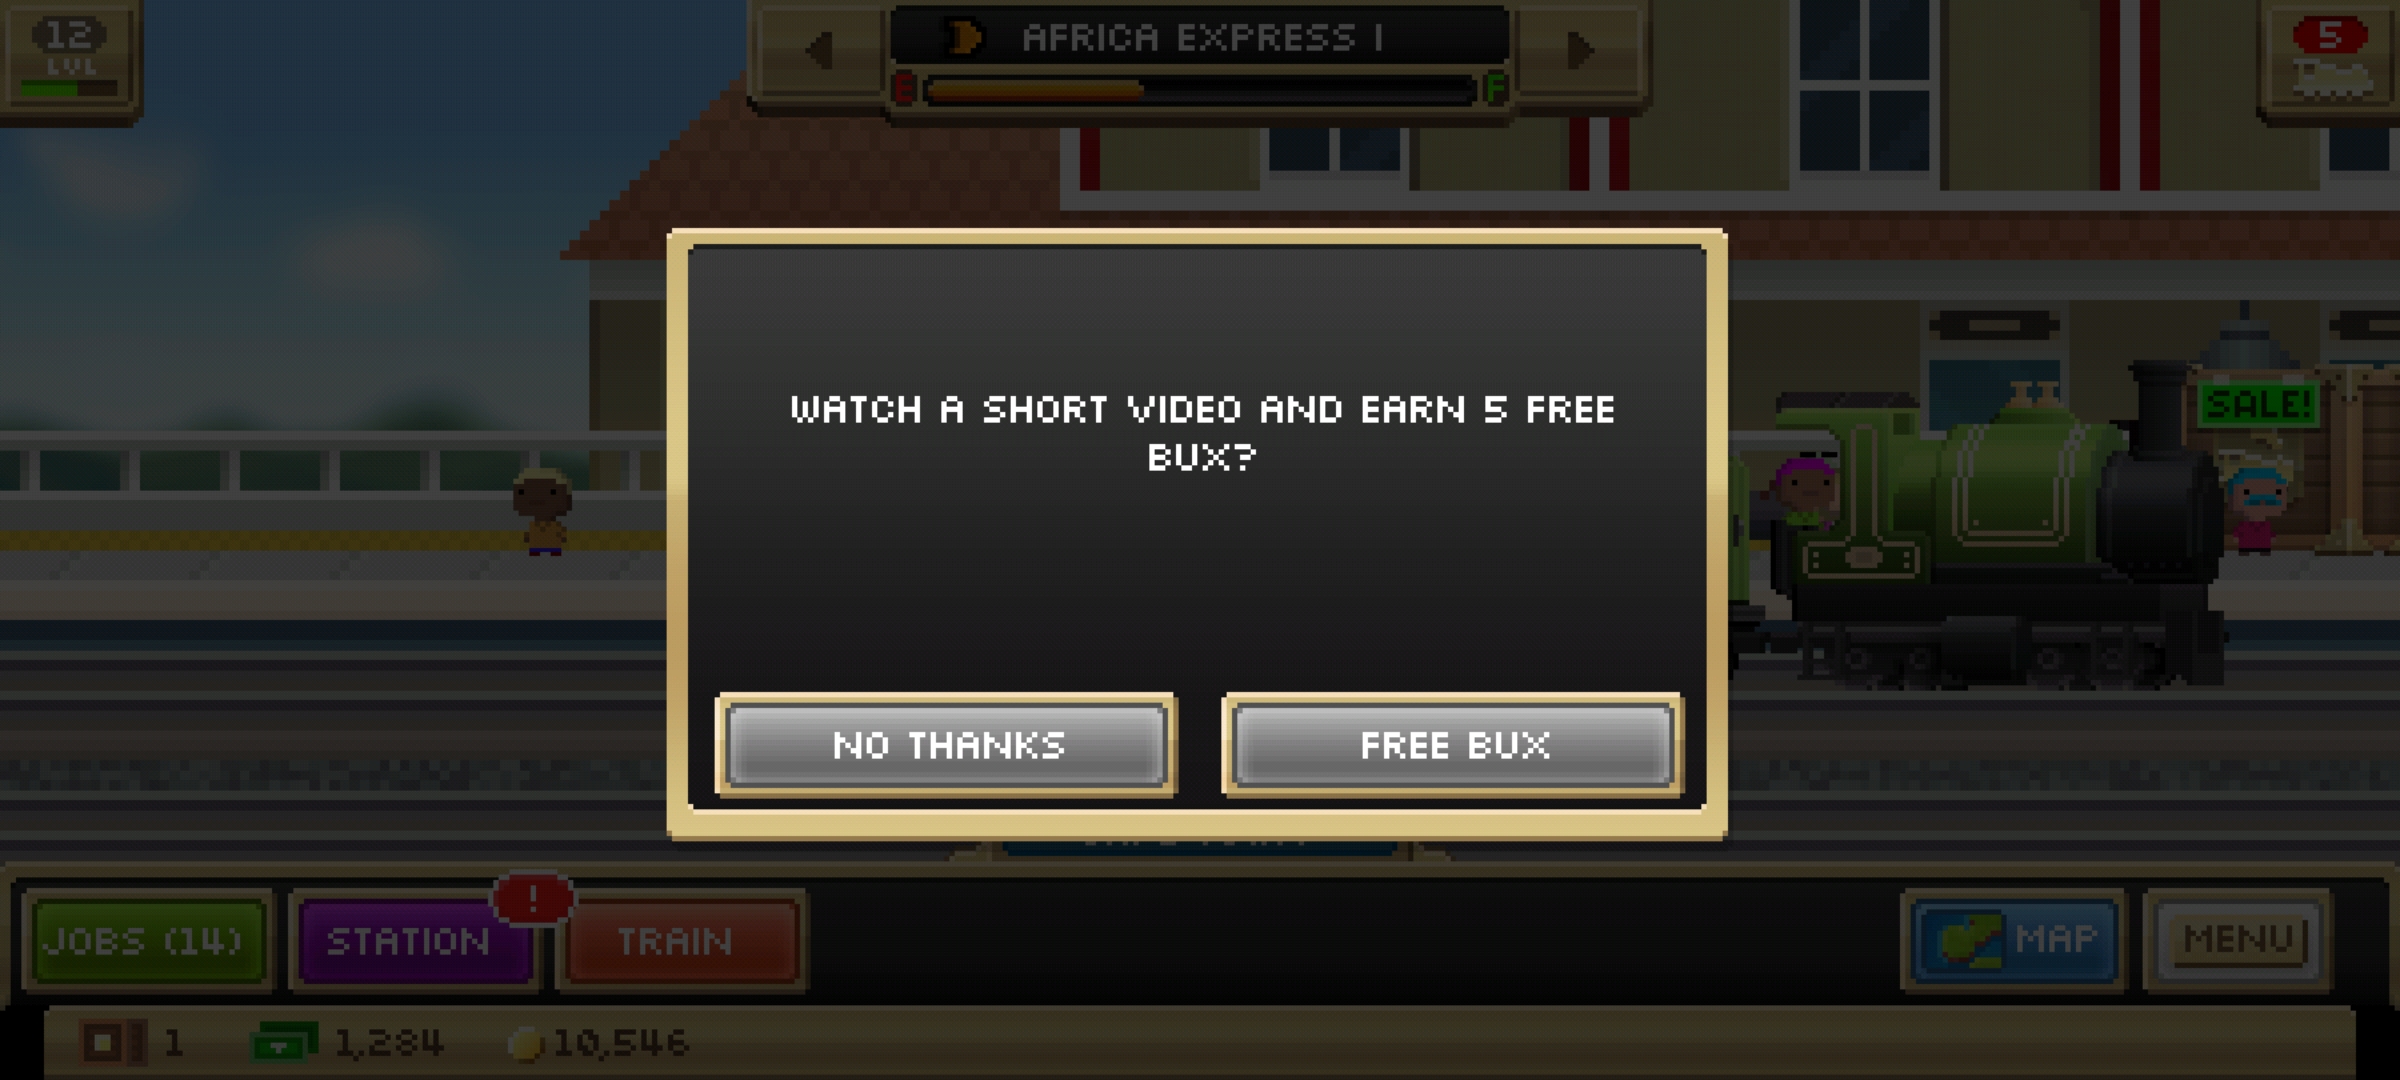 12
LVL
AFRICA EXPRESS 1
E
F
5
SALE!
WATCH A SHORT VIDEO AND EARN 5 FREE
BUX?
NO THANKS
FREE BUX
JOBS (14)
STATION
!
TRAIN
MAP
MENU
1
1,284
10,546